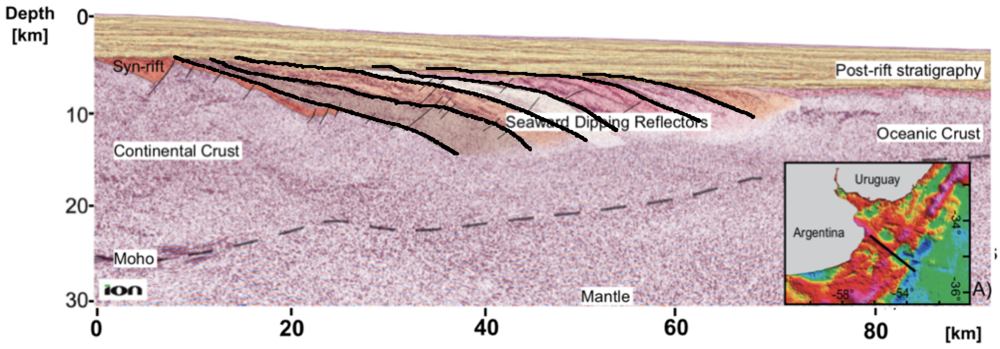 Depth
[km]
0
10
20
30
Syn-rift
Post-rift stratigraphy
Seaward Dipping Reflectors
Continental Crust
Oceanic Crust
Moho
Mantle
ion
Uruguay
Argentina
-34°
-36°
-58°
-54°
A)
0
20
40
60
80
[km]